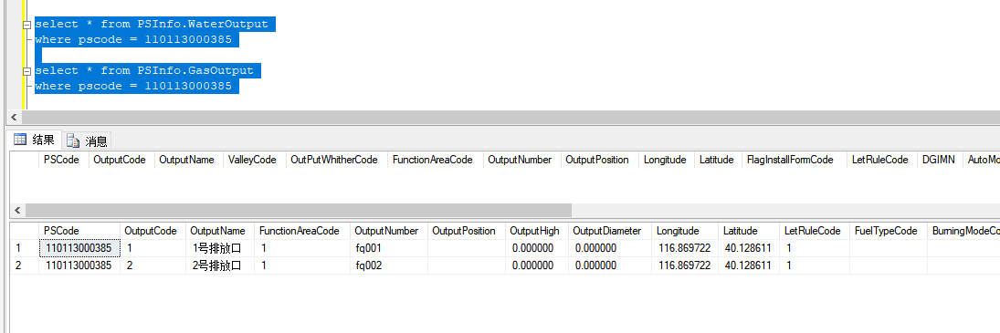 select * from PSInfo.WaterOutput
where pscode = 110113000385
select * from PSInfo.GasOutput
where pscode = 110113000385
结果 消息
PSCode OutputCode OutputName ValleyCode OutPutWhitherCode FunctionAreaCode OutputNumber OutputPosition Longitude Latitude FlagInstallFormCode LetRuleCode DGIMN AutoMo
PSCode OutputCode OutputName FunctionAreaCode OutputNumber OutputPosition OutputHigh OutputDiameter Longitude Latitude LetRuleCode FuelTypeCode BurningModeCo
1 110113000385 1 1号排放口 1 fq001 0.000000 0.000000 116.869722 40.128611 1
2 110113000385 2 2号排放口 1 fq002 0.000000 0.000000 116.869722 40.128611 1